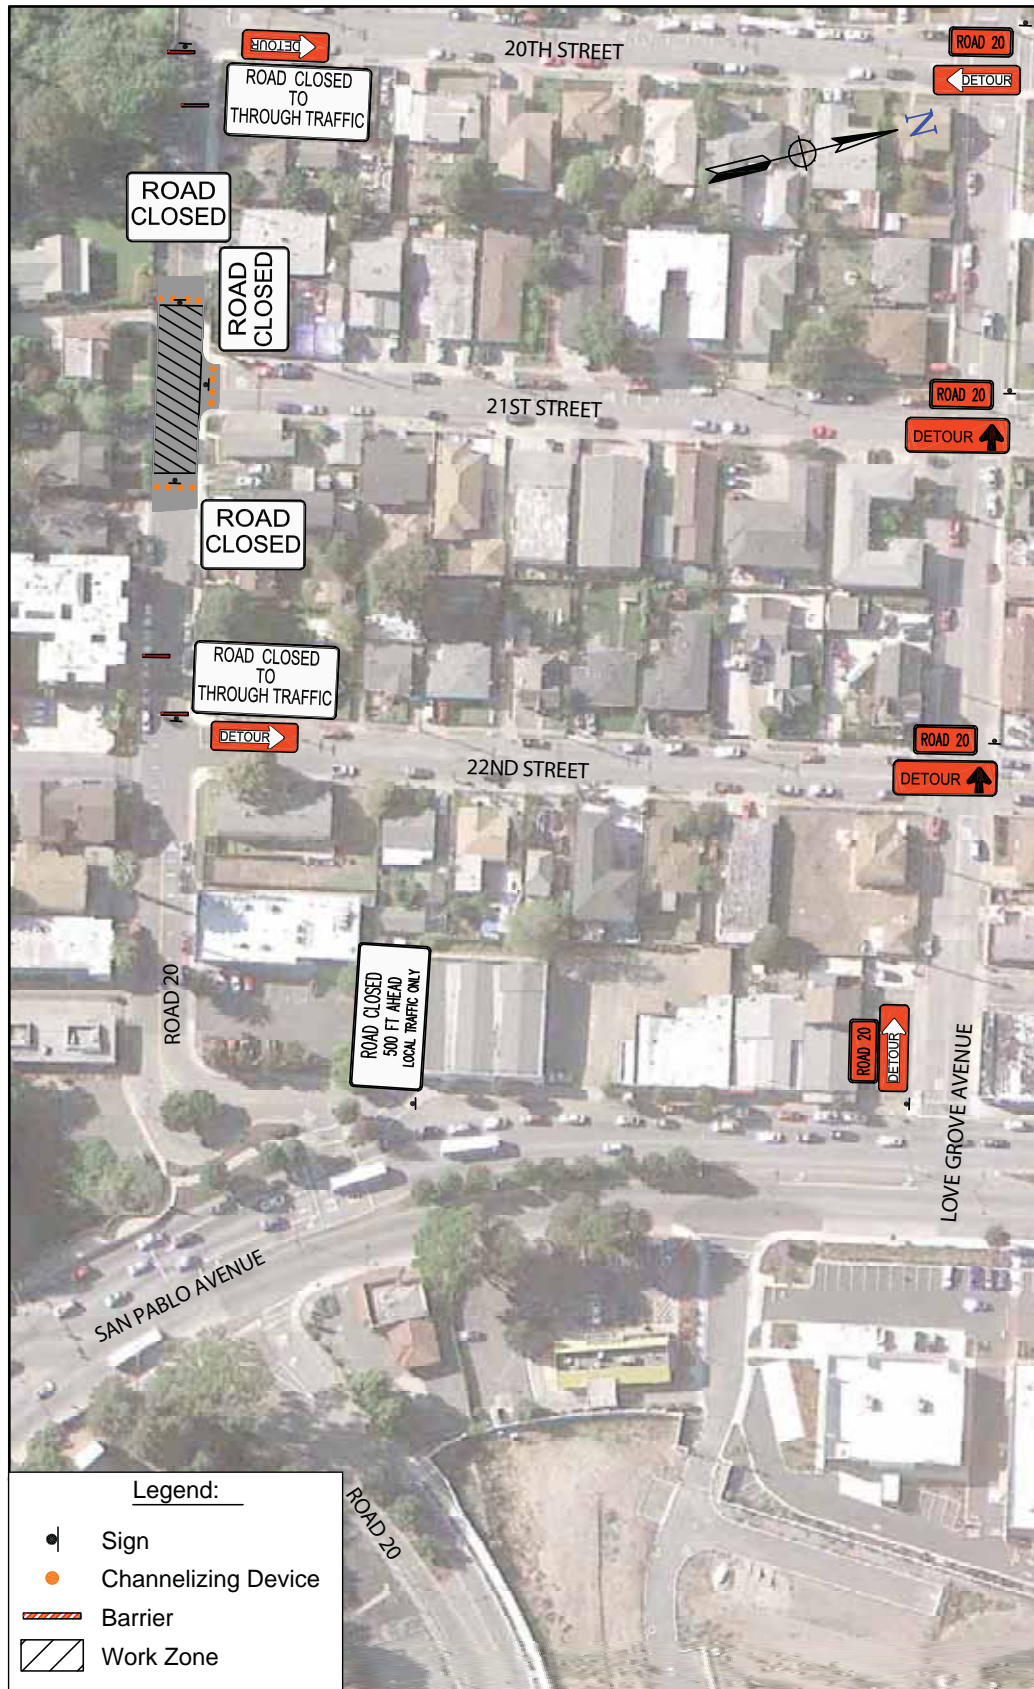 DETOUR
20TH STREET
ROAD 20
DETOUR
ROAD CLOSED
TO
THROUGH TRAFFIC
N
ROAD
CLOSED
ROAD
CLOSED
21ST STREET
ROAD 20
DETOUR
ROAD
CLOSED
ROAD CLOSED
TO
THROUGH TRAFFIC
DETOUR
22ND STREET
ROAD 20
DETOUR
ROAD 20
ROAD CLOSED
500 FT AHEAD
LOCAL TRAFFIC ONLY
ROAD 20
DETOUR
LOVE GROVE AVENUE
SAN PABLO AVENUE
ROAD 20
Legend:
Sign
Channelizing Device
Barrier
Work Zone